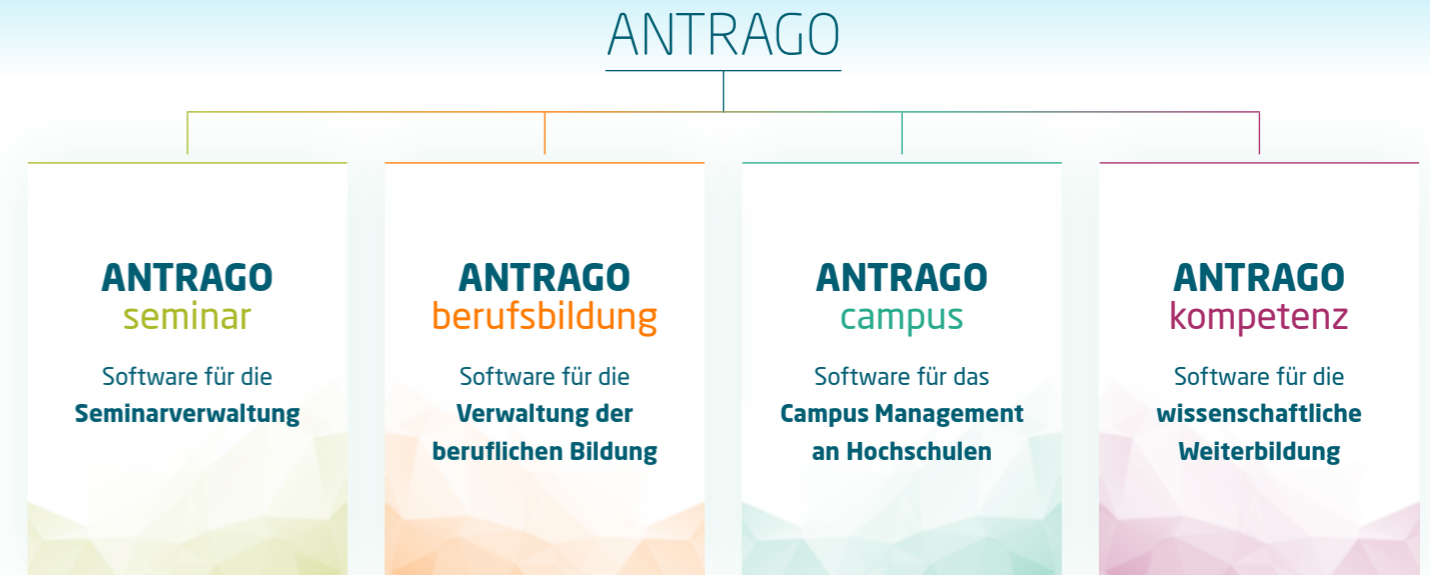 ANTRAGO
ANTRAGO
seminar
Software für die
Seminarverwaltung
ANTRAGO
berufsbildung
Software für die
Verwaltung der
beruflichen Bildung
ANTRAGO
campus
Software für das
Campus Management
an Hochschulen
ANTRAGO
kompetenz
Software für die
wissenschaftliche
Weiterbildung